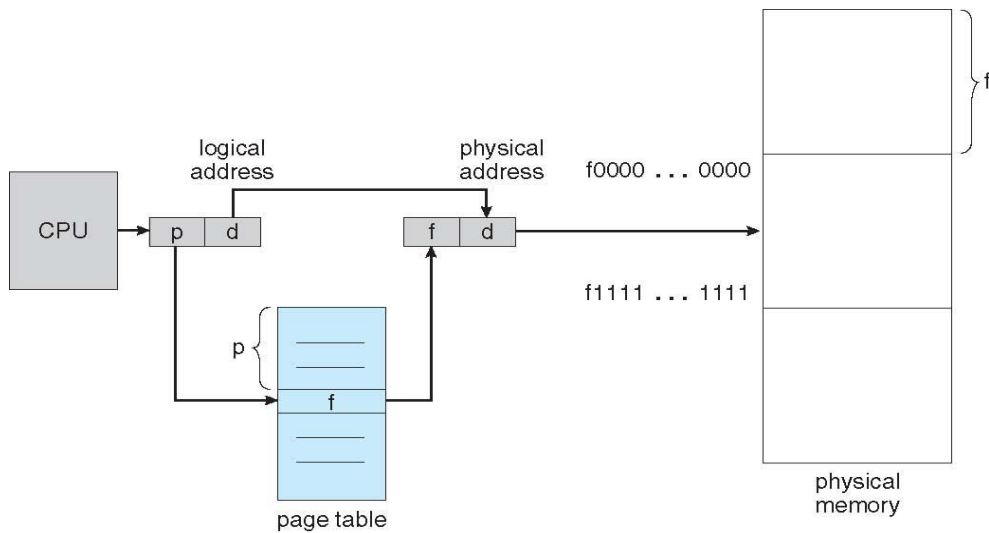 f
logical
address
physical
address
f0000 ... 0000
CPU
p
d
f
d
f1111 ... 1111
p
f
page table
physical
memory